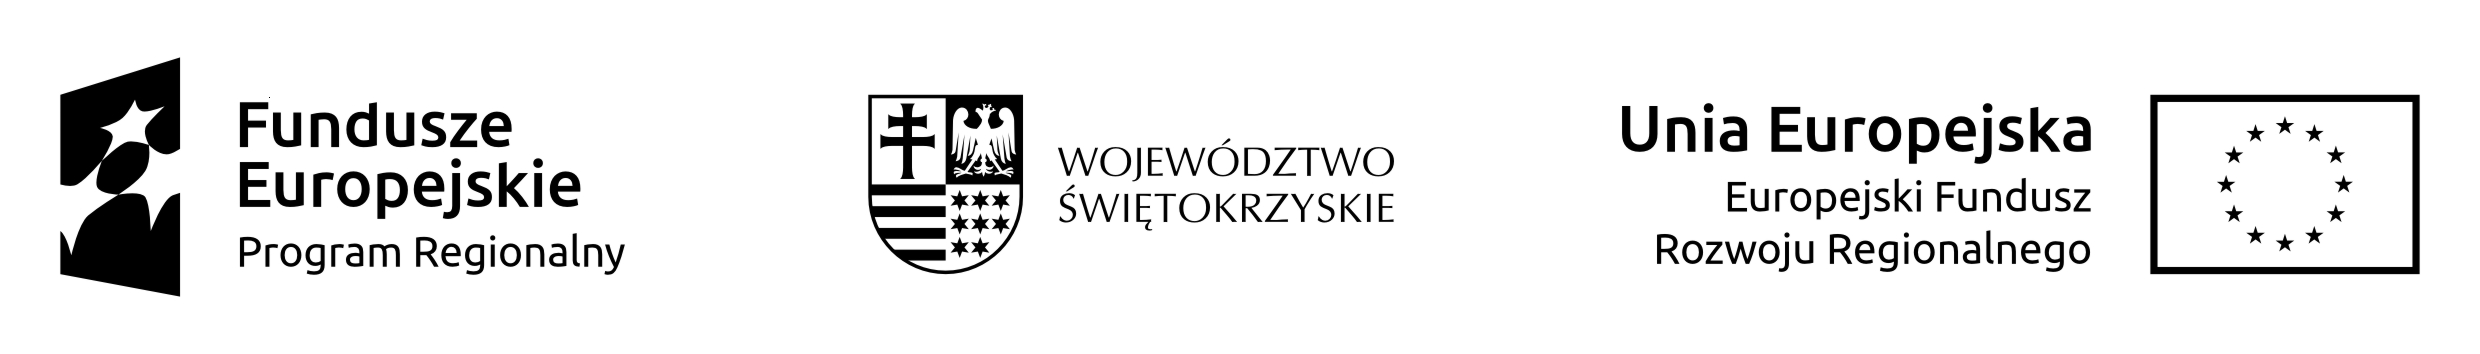 Fundusze
Europejskie
Program Regionalny
WOJEWÓDZTWO
ŚWIĘTOKRZYSKIE
Unia Europejska
Europejski Fundusz
Rozwoju Regionalnego